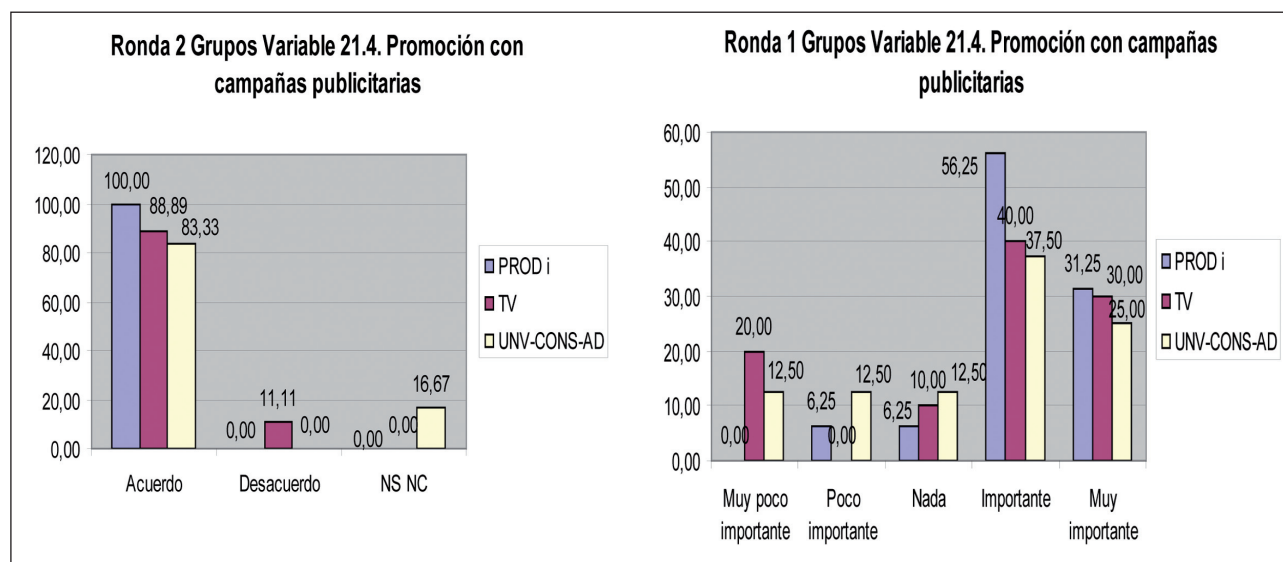 Ronda 2 Grupos Variable 21.4. Promoción con
campañas publicitarias
120,00
100,00
80,00
60,00
40,00
20,00
0,00
100,00
88,89
83,33
0,00
11,11
0,00
0,00
0,00
16,67
Acuerdo
Desacuerdo
NS NC
PROD i
TV
UNV-CONS-AD
Ronda 1 Grupos Variable 21.4. Promoción con campañas
publicitarias
60,00
50,00
40,00
30,00
20,00
10,00
0,00
0,00
20,00
12,50
6,25
0,00
12,50
6,25
10,00
12,50
56,25
40,00
37,50
31,25
30,00
25,00
Muy poco
importante
Poco
importante
Nada
Importante
Muy
importante
PROD i
TV
UNV-CONS-AD